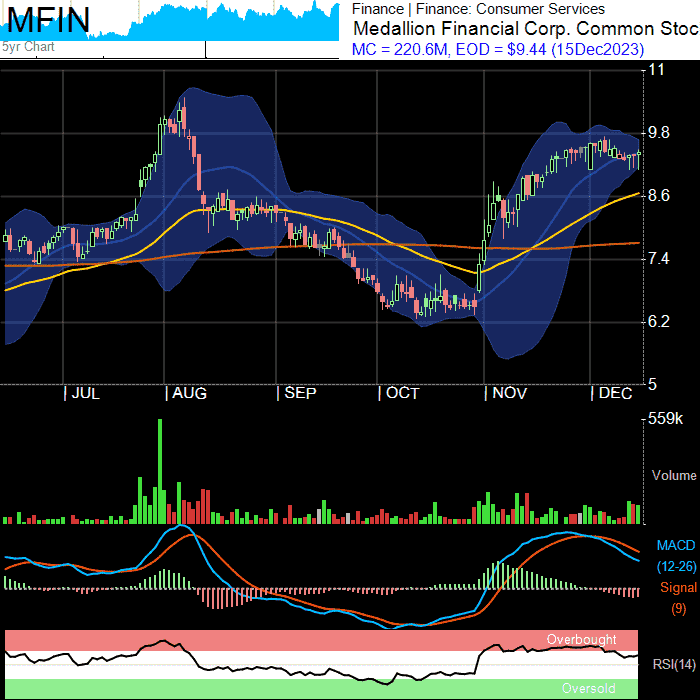 MFIN
5yr Chart
Finance | Finance: Consumer Services
Medallion Financial Corp. Common Stoc
MC = 220.6M, EOD = $9.44 (15Dec2023)
11
9.8
8.6
7.4
6.2
5
| JUL | AUG | SEP | OCT | NOV | DEC
559k
Volume
MACD
(12-26)
Signal
(9)
Overbought
RSI(14)
Oversold